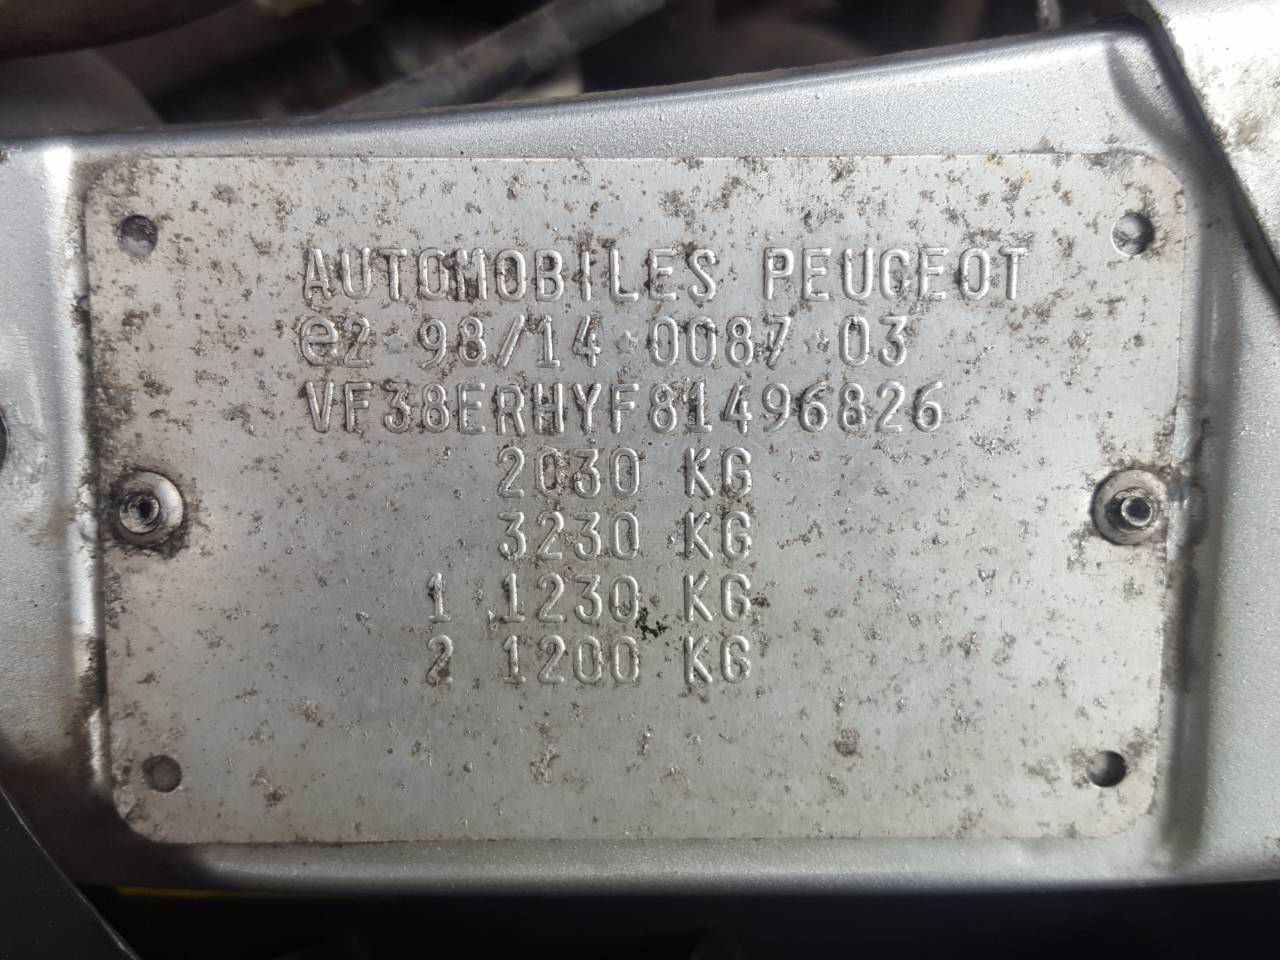 AUTOMOBILES PEUGEOT
e2*98/14*0087*03
VF38ERHYF81496826
2030 KG
3230 KG
1 1230 KG
2 1200 KG